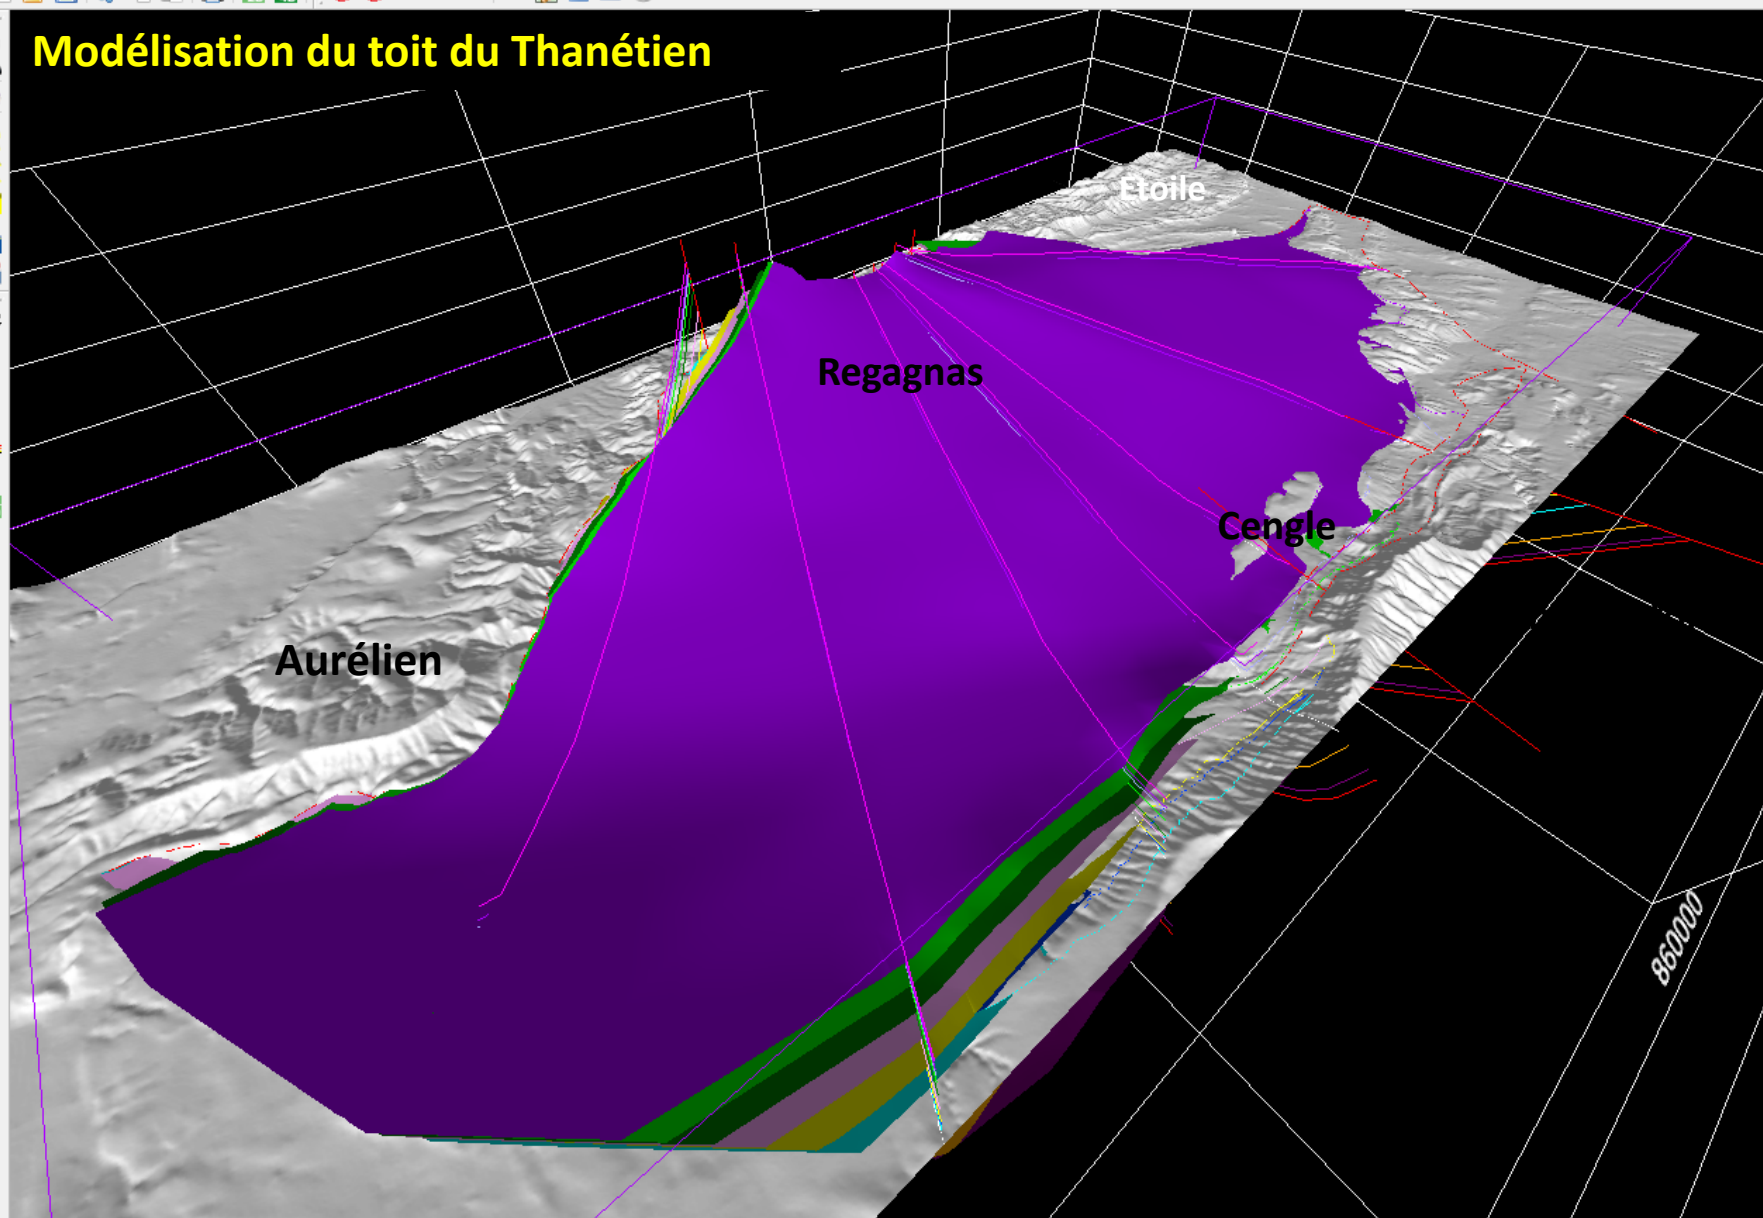 Modélisation du toit du Thanétien
Etoile
Regagnas
Cengle
Aurélien
860000